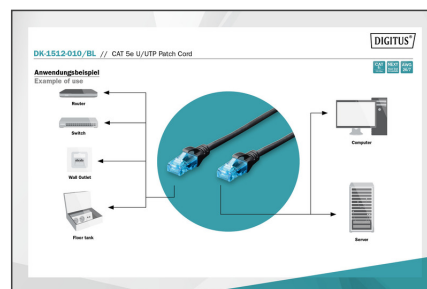 DIGITUS®
DK-1512-010/BL // CAT 5e U/UTP Patch Cord
Anwendungsbeispiel
Example of use
Router
Switch
Wall Outlet
Floor tank
Computer
Server